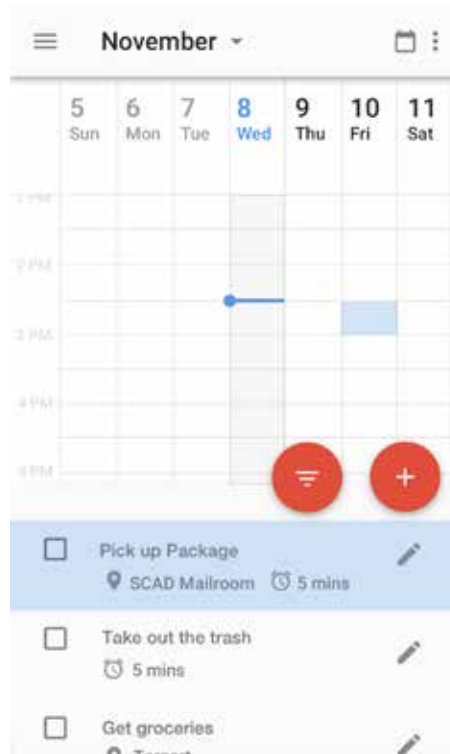 November
5 6 7 8 9 10 11
Sun Mon Tue Wed Thu Fri Sat
1 PM
2 PM
3 PM
4 PM
5 PM
Pick up Package
SCAD Mailroom 5 mins
Take out the trash
5 mins
Get groceries